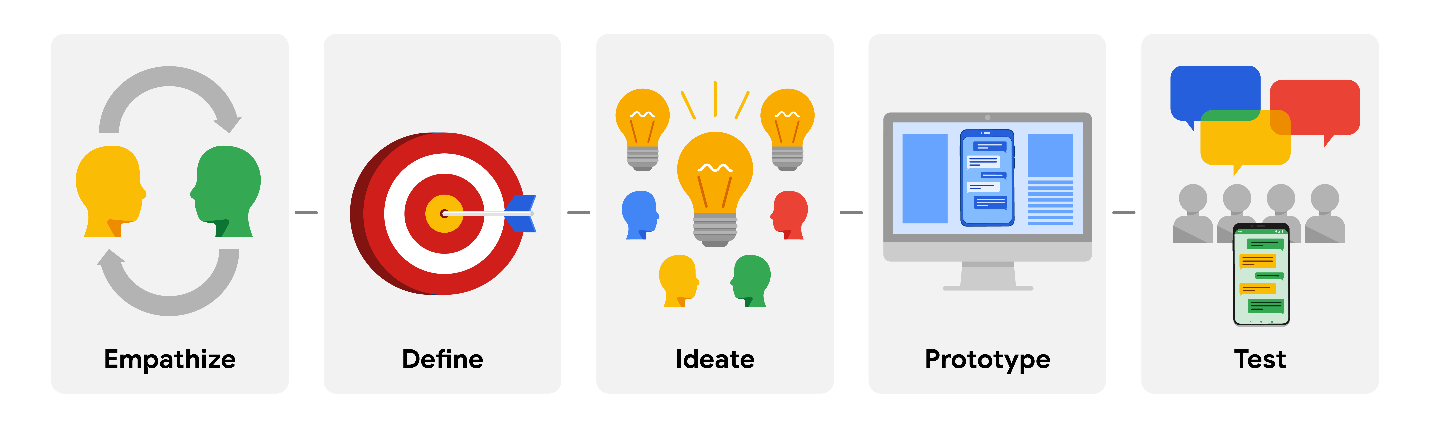 Empathize
Define
Ideate
Prototype
Test